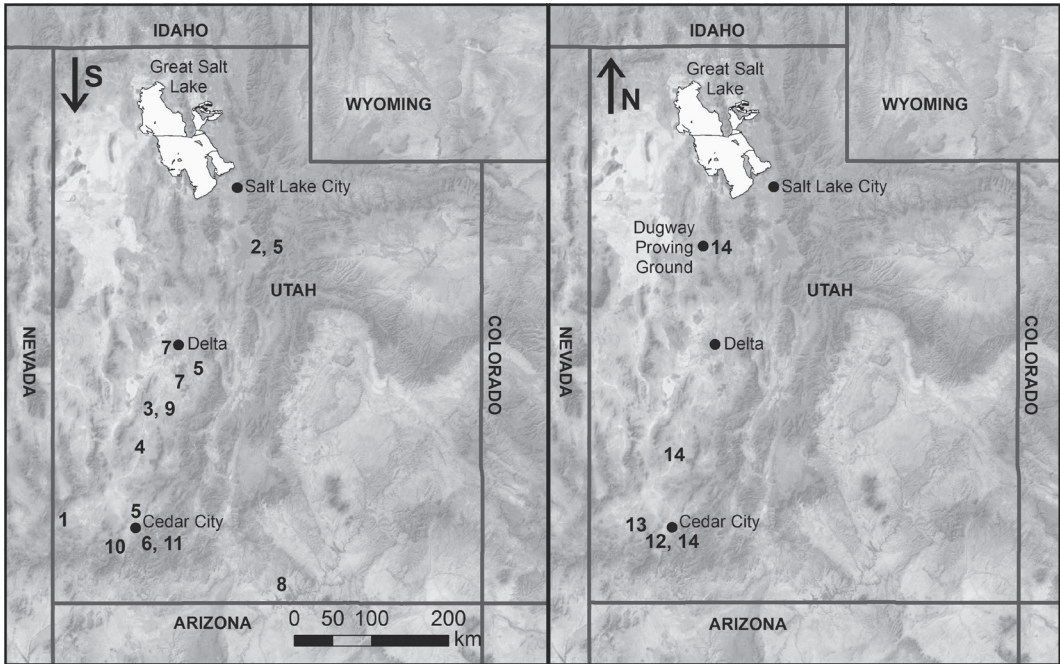 IDAHO
S
Great Salt
Lake
WYOMING
Salt Lake City
2, 5
UTAH
NEVADA
COLORADO
7
Delta
5
7
3, 9
4
5
1
Cedar City
10
6, 11
8
ARIZONA
0 50 100 200
km
IDAHO
N
Great Salt
Lake
WYOMING
Salt Lake City
Dugway
Proving
Ground
14
UTAH
NEVADA
COLORADO
Delta
14
13
Cedar City
12, 14
ARIZONA